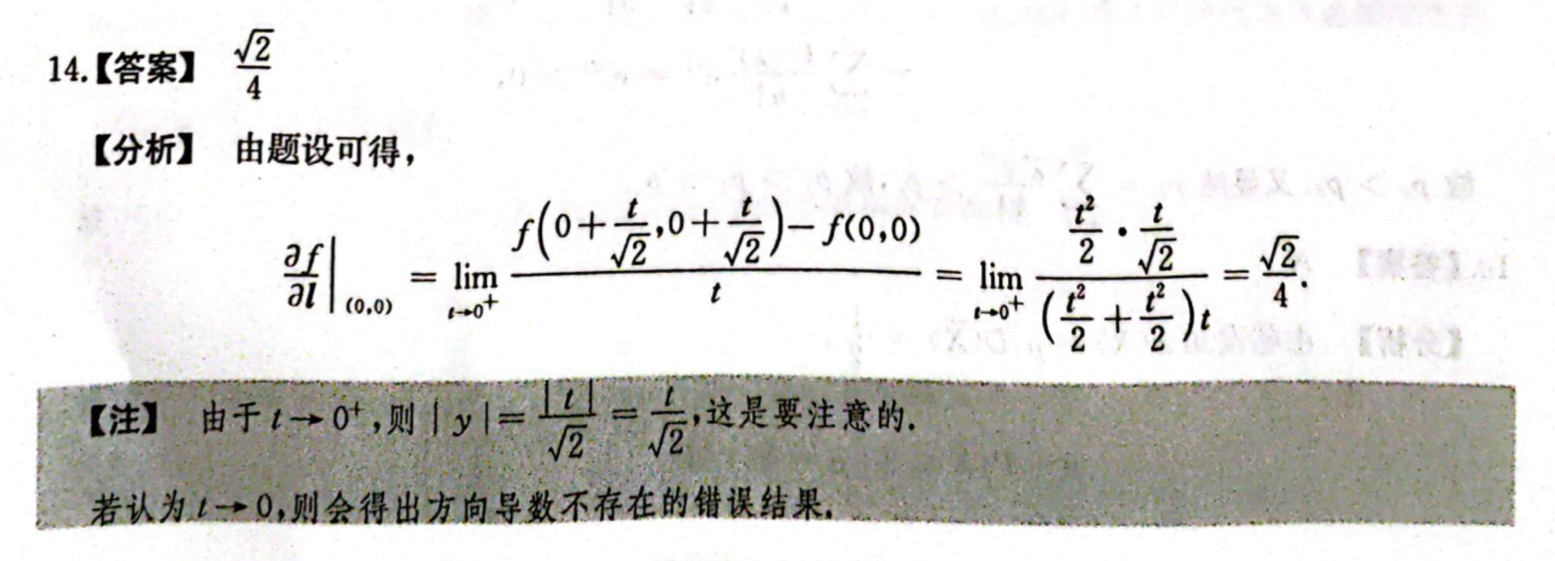 14.【答案】 $\frac{\sqrt{2}}{4}$
【分析】 由题设可得,
$\left.\frac{\partial f}{\partial l}\right|_{(0,0)} = \lim_{t \to 0^+} \frac{f\left(0+\frac{t}{\sqrt{2}},0+\frac{t}{\sqrt{2}}\right)-f(0,0)}{t} = \lim_{t \to 0^+} \frac{\frac{t^2}{2} \cdot \frac{t}{\sqrt{2}}}{\left(\frac{t^2}{2}+\frac{t^2}{2}\right)t} = \frac{\sqrt{2}}{4}.$
【注】 由于 $t \to 0^+$,则 $|y| = \frac{|t|}{\sqrt{2}} = \frac{t}{\sqrt{2}}$,这是要注意的.
若认为 $t \to 0$,则会得出方向导数不存在的错误结果.